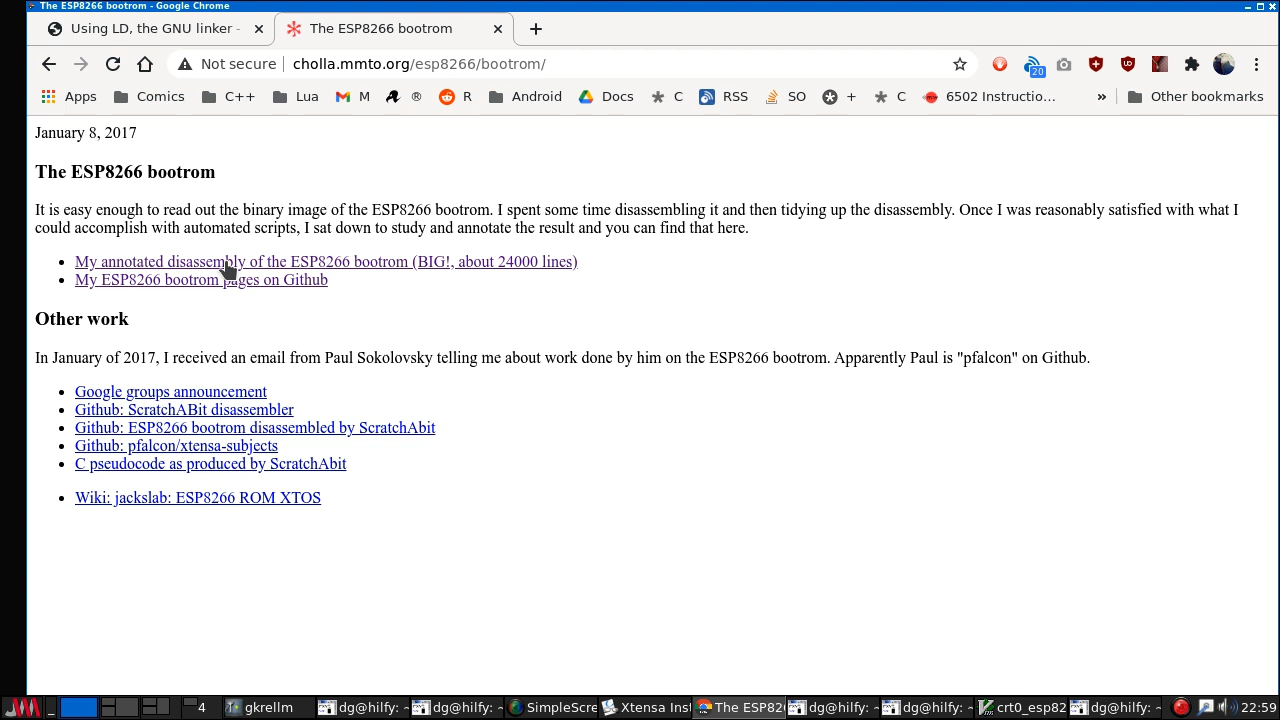 The ESP8266 bootrom - Google Chrome
Using LD, the GNU linker -
The ESP8266 bootrom
Not secure
cholla.mmto.org/esp8266/bootrom/
20
Apps Comics C++ Lua M ® R Android Docs C RSS SO + C 6502 Instructio… » Other bookmarks
January 8, 2017
The ESP8266 bootrom
It is easy enough to read out the binary image of the ESP8266 bootrom. I spent some time disassembling it and then tidying up the disassembly. Once I was reasonably satisfied with what I
could accomplish with automated scripts, I sat down to study and annotate the result and you can find that here.
My annotated disassembly of the ESP8266 bootrom (BIG!, about 24000 lines)
My ESP8266 bootrom pages on Github
Other work
In January of 2017, I received an email from Paul Sokolovsky telling me about work done by him on the ESP8266 bootrom. Apparently Paul is "pfalcon" on Github.
Google groups announcement
Github: ScratchABit disassembler
Github: ESP8266 bootrom disassembled by ScratchAbit
Github: pfalcon/xtensa-subjects
C pseudocode as produced by ScratchAbit
Wiki: jackslab: ESP8266 ROM XTOS
_ 4 gkrellm dg@hilfy: ~ dg@hilfy: ~ SimpleScre Xtensa Inst The ESP82 dg@hilfy: ~ dg@hilfy: ~ crt0_esp82 dg@hilfy: ~ 22:59